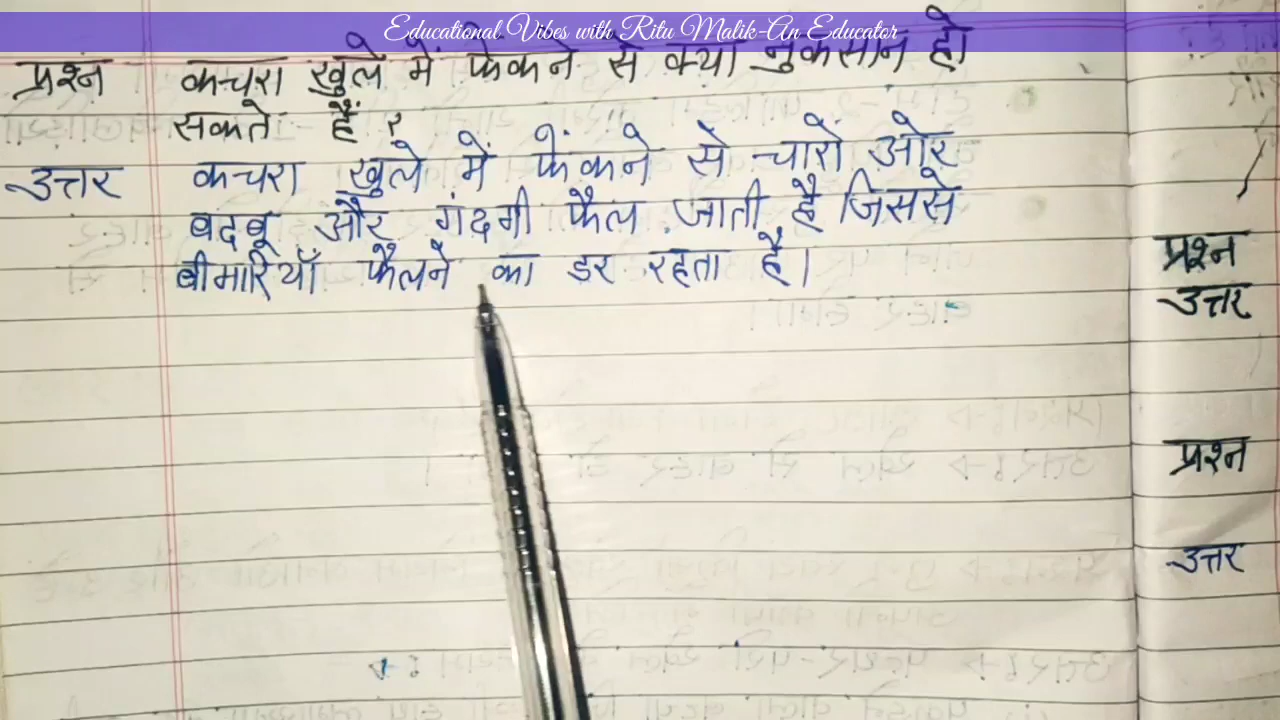 Educational Vibes with Ritu Malik-An Educator
प्रश्न कचरा खुले में फेंकने से क्या नुकसान हो
सकते हैं ?
उत्तर कचरा खुले में फेंकने से चारों ओर
बदबू और गंदगी फैल जाती है जिससे
बीमारियाँ फैलने का डर रहता है।
प्रश्न
उत्तर
प्रश्न
उत्तर